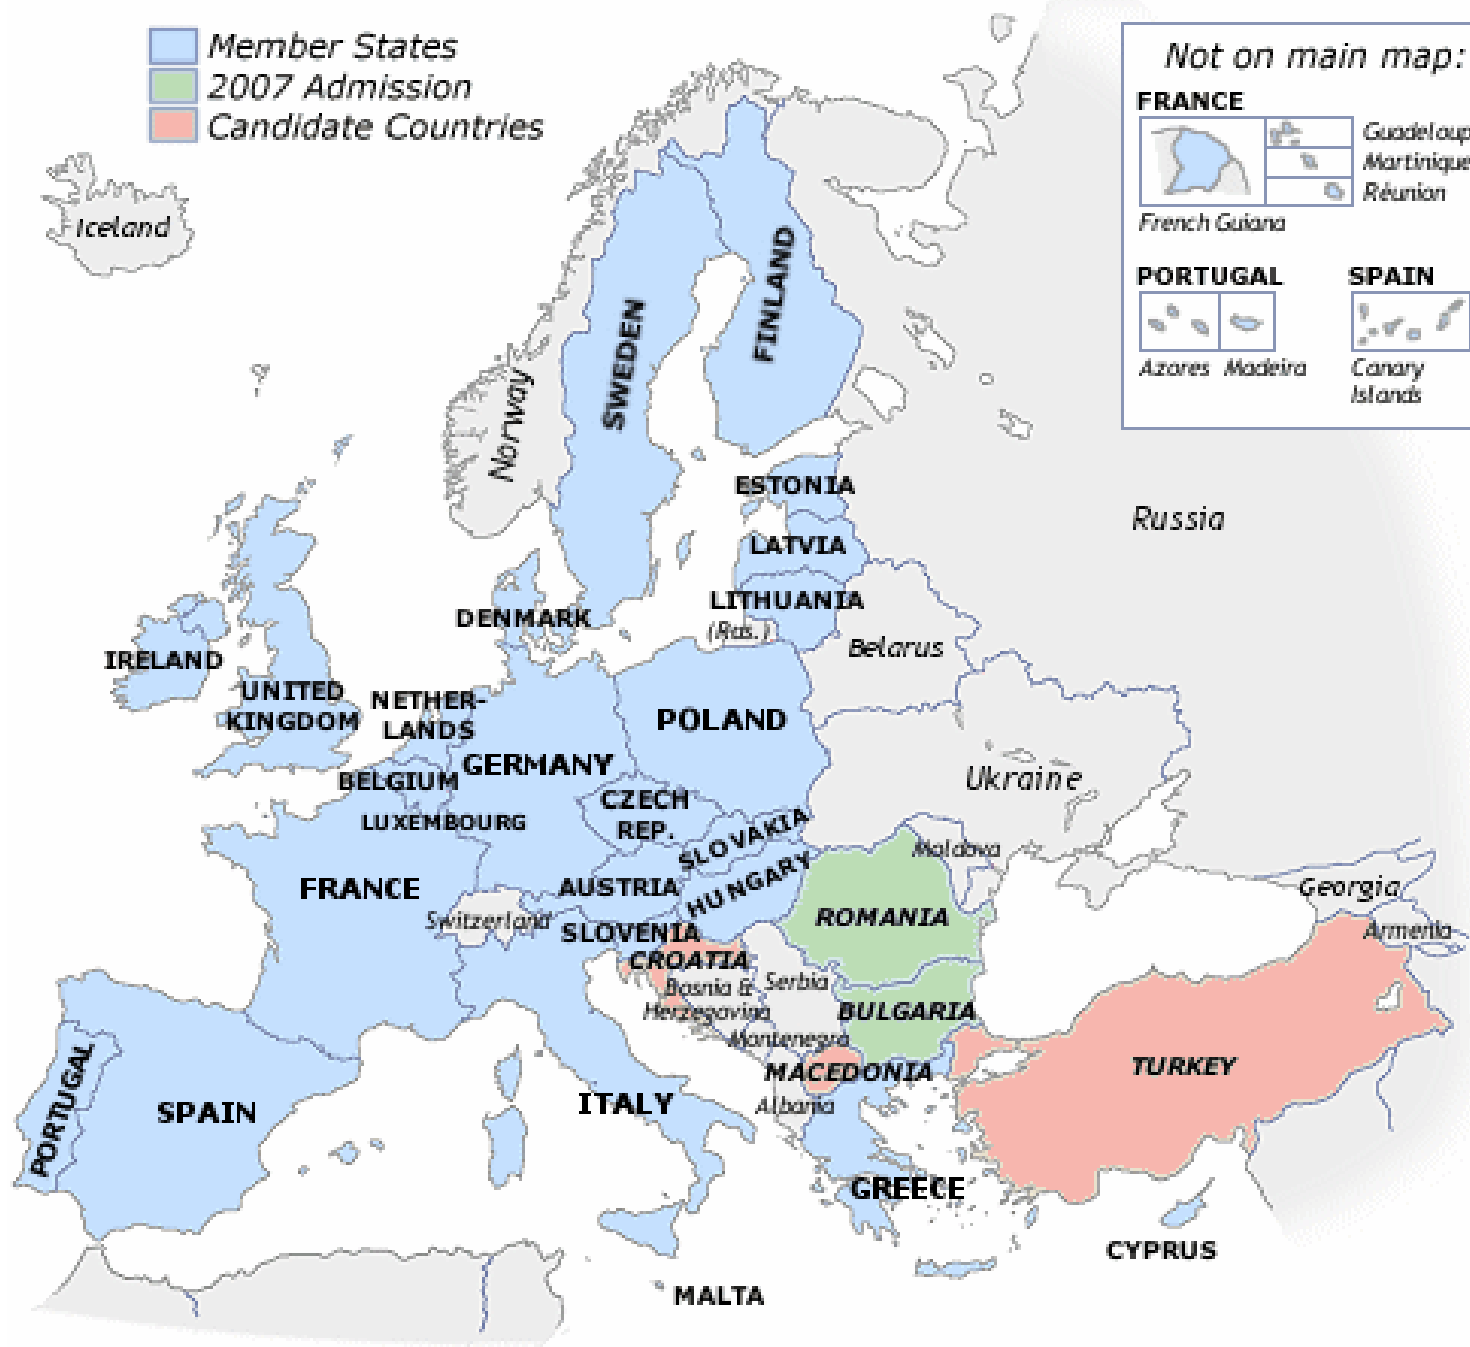 Member States
2007 Admission
Candidate Countries
Not on main map:
FRANCE
Guadeloup
Martinique
Réunion
French Guiana
PORTUGAL
SPAIN
Azores
Madeira
Canary
Islands
Iceland
SWEDEN
FINLAND
Norway
ESTONIA
Russia
LATVIA
LITHUANIA
(Rus.)
DENMARK
Belarus
IRELAND
UNITED
KINGDOM
NETHER-
LANDS
POLAND
GERMANY
BELGIUM
Ukraine
CZECH
REP.
LUXEMBOURG
SLOVAKIA
Moldova
FRANCE
AUSTRIA
HUNGARY
Georgia
Switzerland
SLOVENIA
ROMANIA
Armenia
CROATIA
Bosnia &
Herzegovina
Serbia
BULGARIA
Montenegro
MACEDONIA
TURKEY
PORTUGAL
SPAIN
ITALY
Albania
GREECE
CYPRUS
MALTA